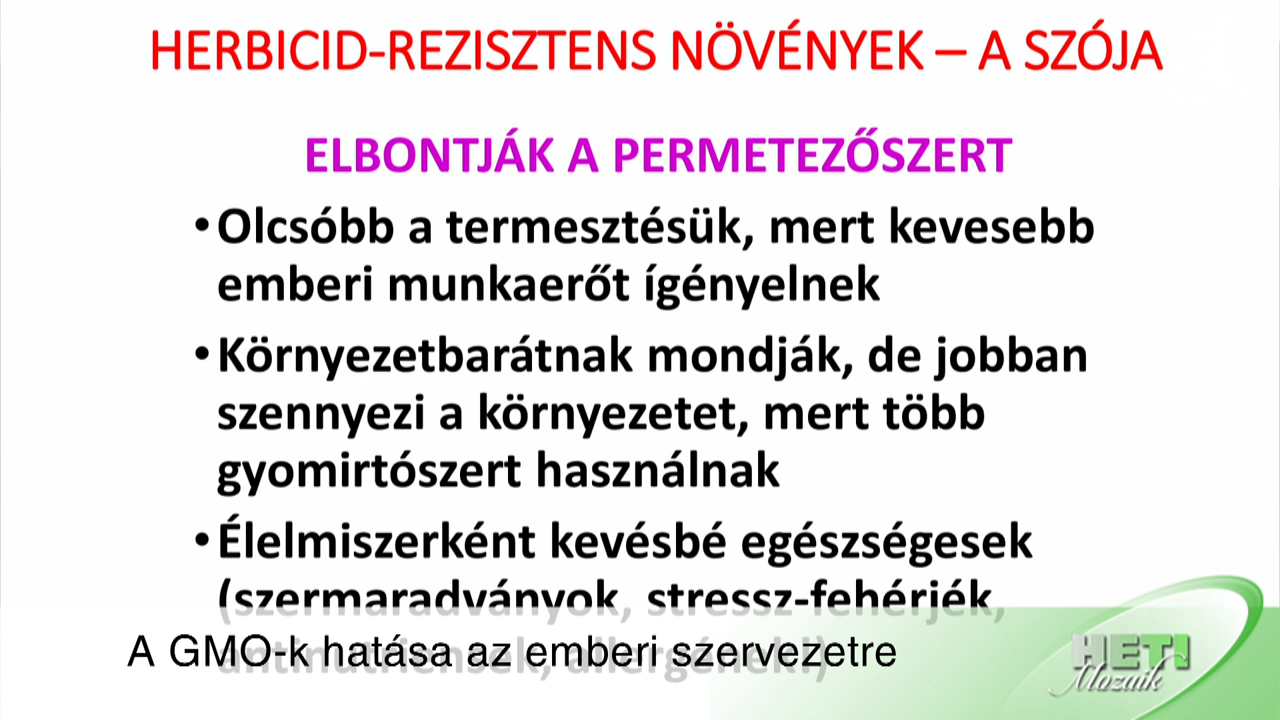 HERBICID-REZISZTENS NÖVÉNYEK – A SZÓJA
ELBONTJÁK A PERMETEZŐSZERT
•Olcsóbb a termesztésük, mert kevesebb
emberi munkaerőt ígényelnek
•Környezetbarátnak mondják, de jobban
szennyezi a környezetet, mert több
gyomirtószert használnak
•Élelmiszerként kevésbé egészségesek
(szermaradványok, stressz-fehérjék,
A GMO-k hatása az emberi szervezetre
HETI
Mozaik